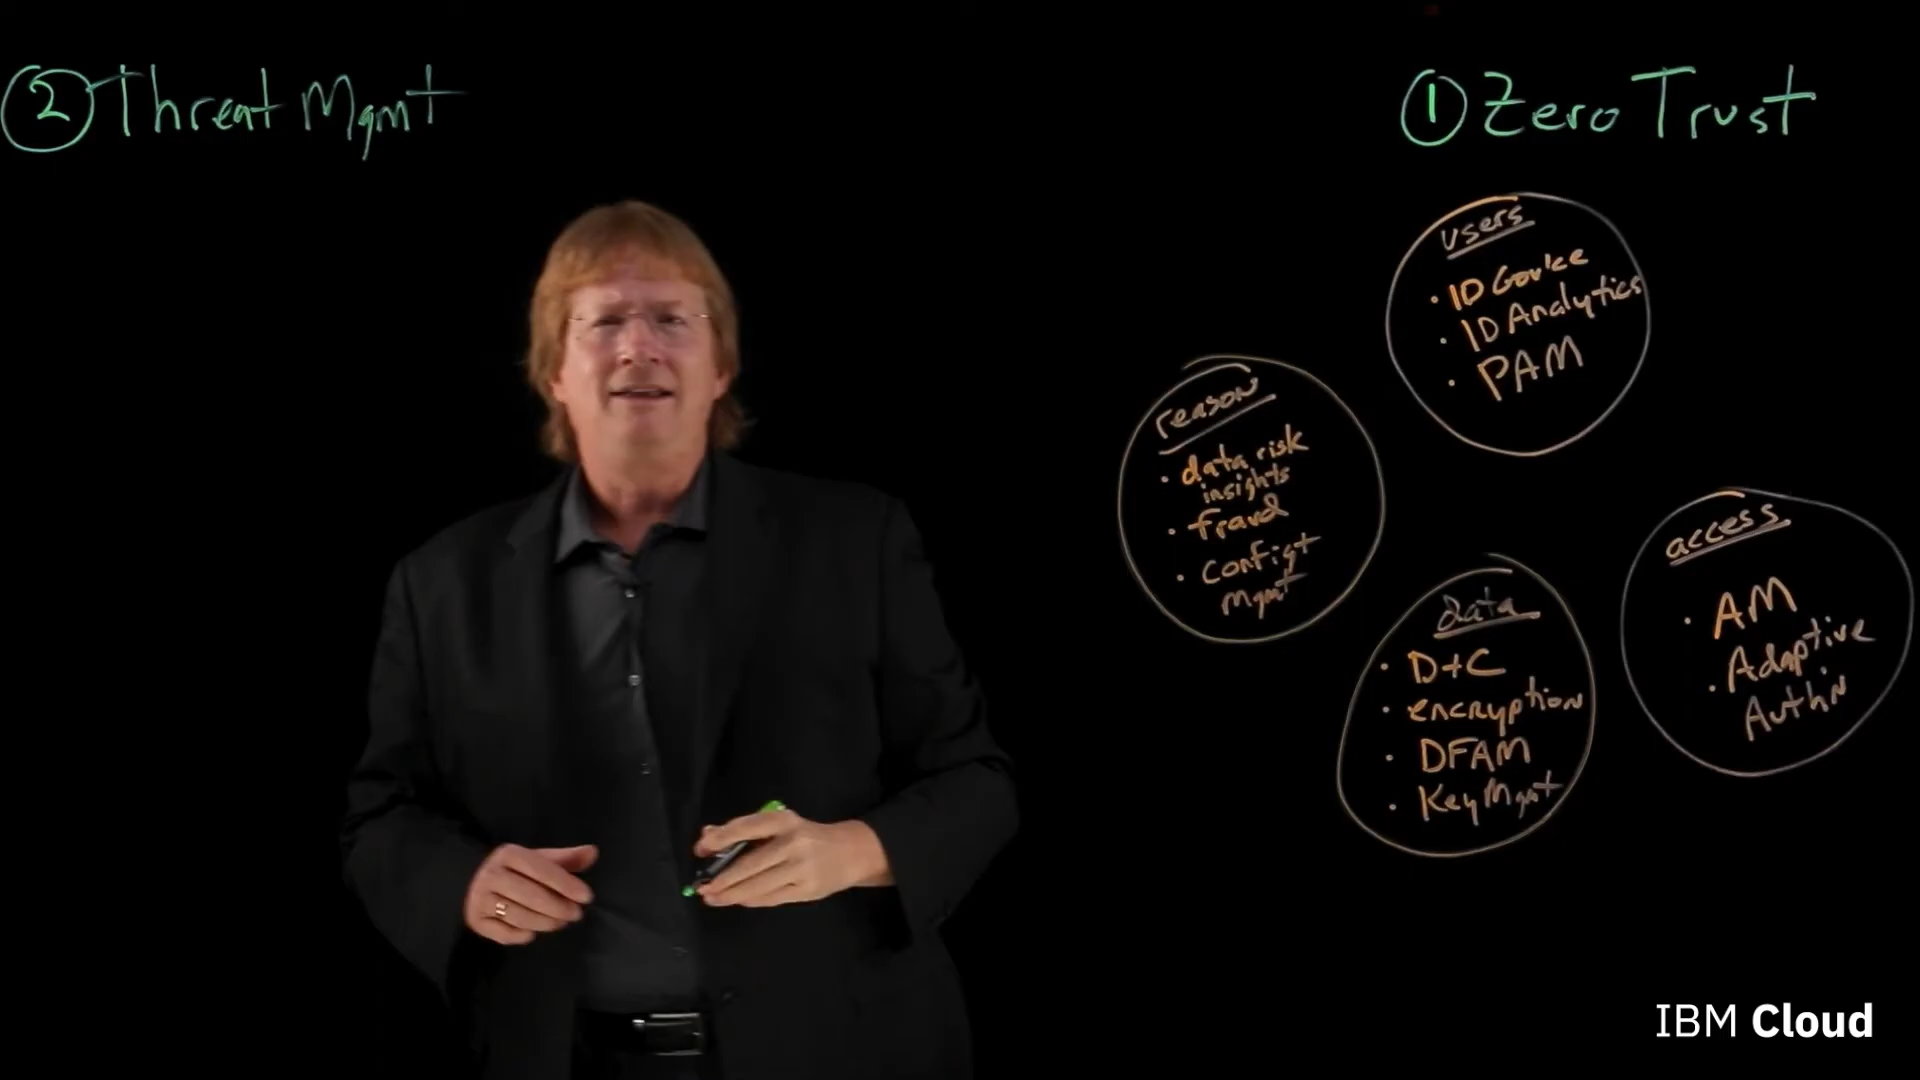 ② Threat Mgmt
① Zero Trust
users
• ID Gov'ce
• ID Analytics
• PAM
reason
• data risk
insights
• fraud
• config+
Mgmt
data
• D+C
• encryption
• DFAM
• Key Mgmt
access
• AM
• Adaptive
Auth'n
IBM Cloud